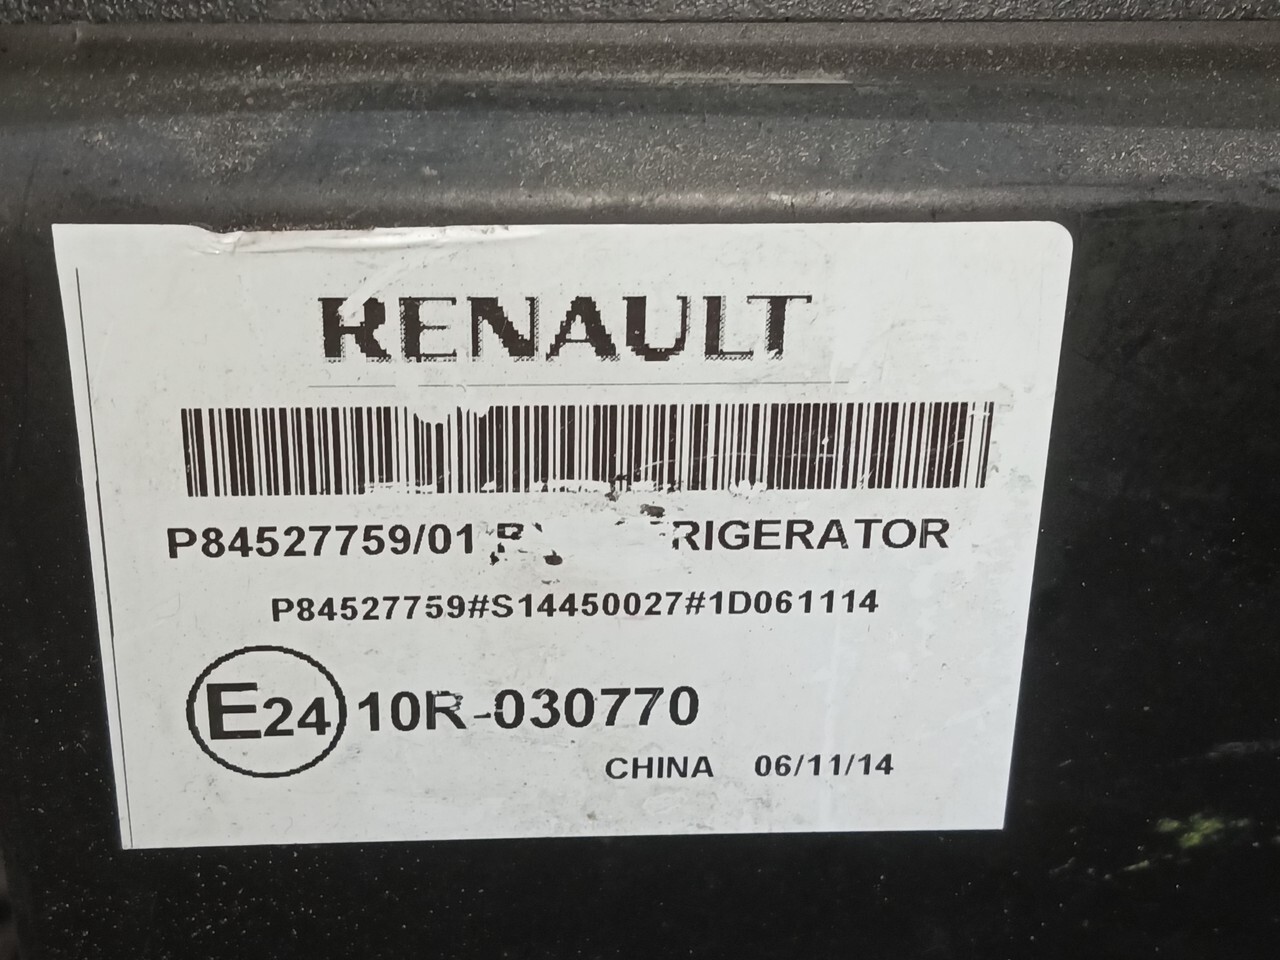 RENAULT
P84527759/01 RIGERATOR
P84527759#S14450027#1D061114
E24 10R-030770
CHINA 06/11/14